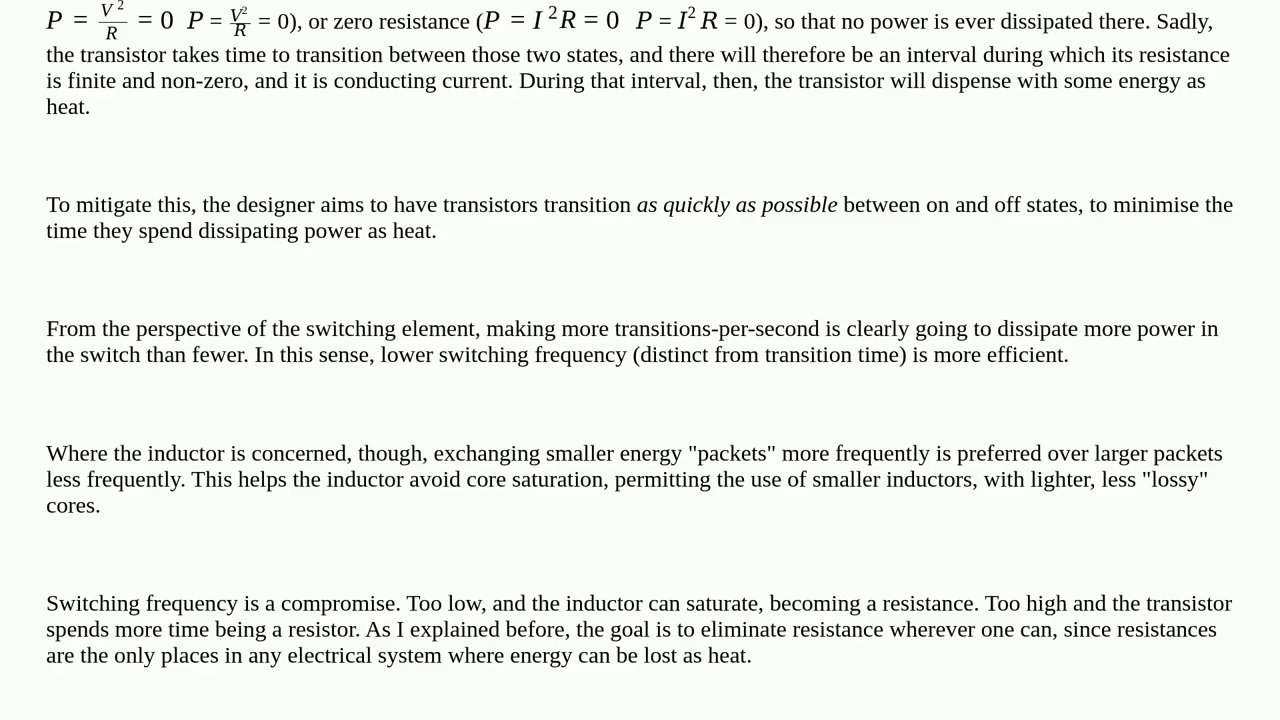 P = V²/R = 0 P = V²/R = 0), or zero resistance (P = I²R = 0 P = I²R = 0), so that no power is ever dissipated there. Sadly,
the transistor takes time to transition between those two states, and there will therefore be an interval during which its resistance
is finite and non-zero, and it is conducting current. During that interval, then, the transistor will dispense with some energy as
heat.
To mitigate this, the designer aims to have transistors transition as quickly as possible between on and off states, to minimise the
time they spend dissipating power as heat.
From the perspective of the switching element, making more transitions-per-second is clearly going to dissipate more power in
the switch than fewer. In this sense, lower switching frequency (distinct from transition time) is more efficient.
Where the inductor is concerned, though, exchanging smaller energy "packets" more frequently is preferred over larger packets
less frequently. This helps the inductor avoid core saturation, permitting the use of smaller inductors, with lighter, less "lossy"
cores.
Switching frequency is a compromise. Too low, and the inductor can saturate, becoming a resistance. Too high and the transistor
spends more time being a resistor. As I explained before, the goal is to eliminate resistance wherever one can, since resistances
are the only places in any electrical system where energy can be lost as heat.